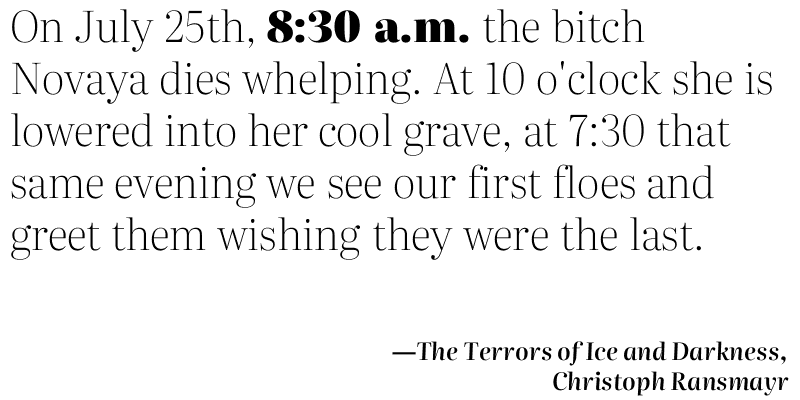 On July 25th, 8:30 a.m. the bitch
Novaya dies whelping. At 10 o'clock she is
lowered into her cool grave, at 7:30 that
same evening we see our first floes and
greet them wishing they were the last.
—The Terrors of Ice and Darkness,
Christoph Ransmayr